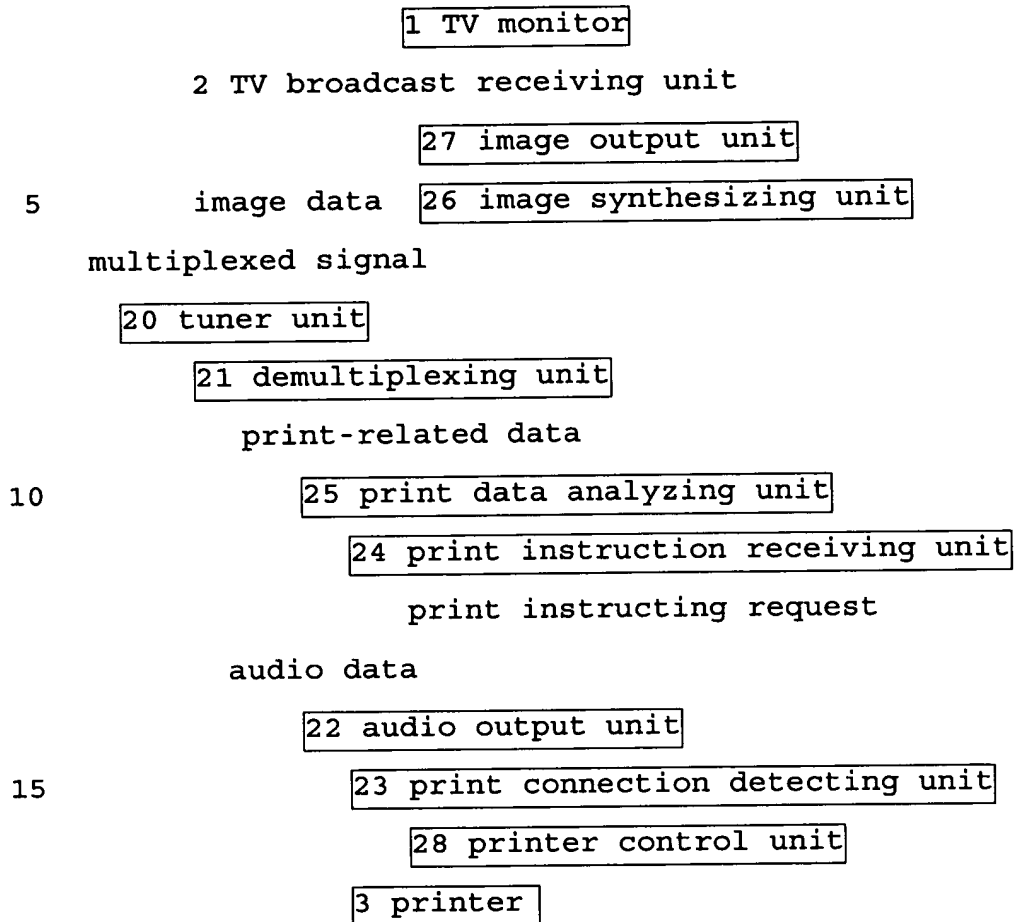 1 TV monitor
2 TV broadcast receiving unit
27 image output unit
5 image data 26 image synthesizing unit
multiplexed signal
20 tuner unit
21 demultiplexing unit
print-related data
10 25 print data analyzing unit
24 print instruction receiving unit
print instructing request
audio data
22 audio output unit
15 23 print connection detecting unit
28 printer control unit
3 printer